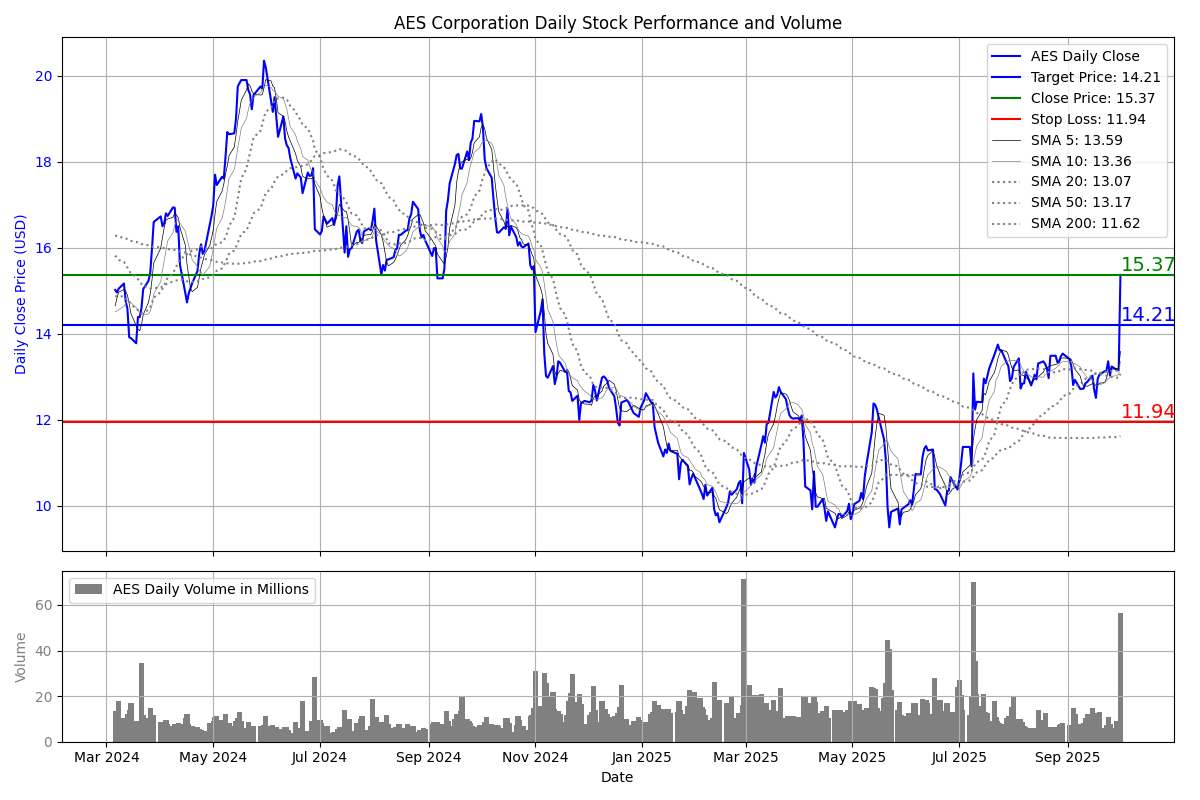 AES Corporation Daily Stock Performance and Volume
AES Daily Close
Target Price: 14.21
Close Price: 15.37
Stop Loss: 11.94
SMA 5: 13.59
SMA 10: 13.36
SMA 20: 13.07
SMA 50: 13.17
SMA 200: 11.62
Daily Close Price (USD)
20
18
16
14
12
10
15.37
14.21
11.94
AES Daily Volume in Millions
Volume
60
40
20
0
Mar 2024
May 2024
Jul 2024
Sep 2024
Nov 2024
Jan 2025
Mar 2025
May 2025
Jul 2025
Sep 2025
Date